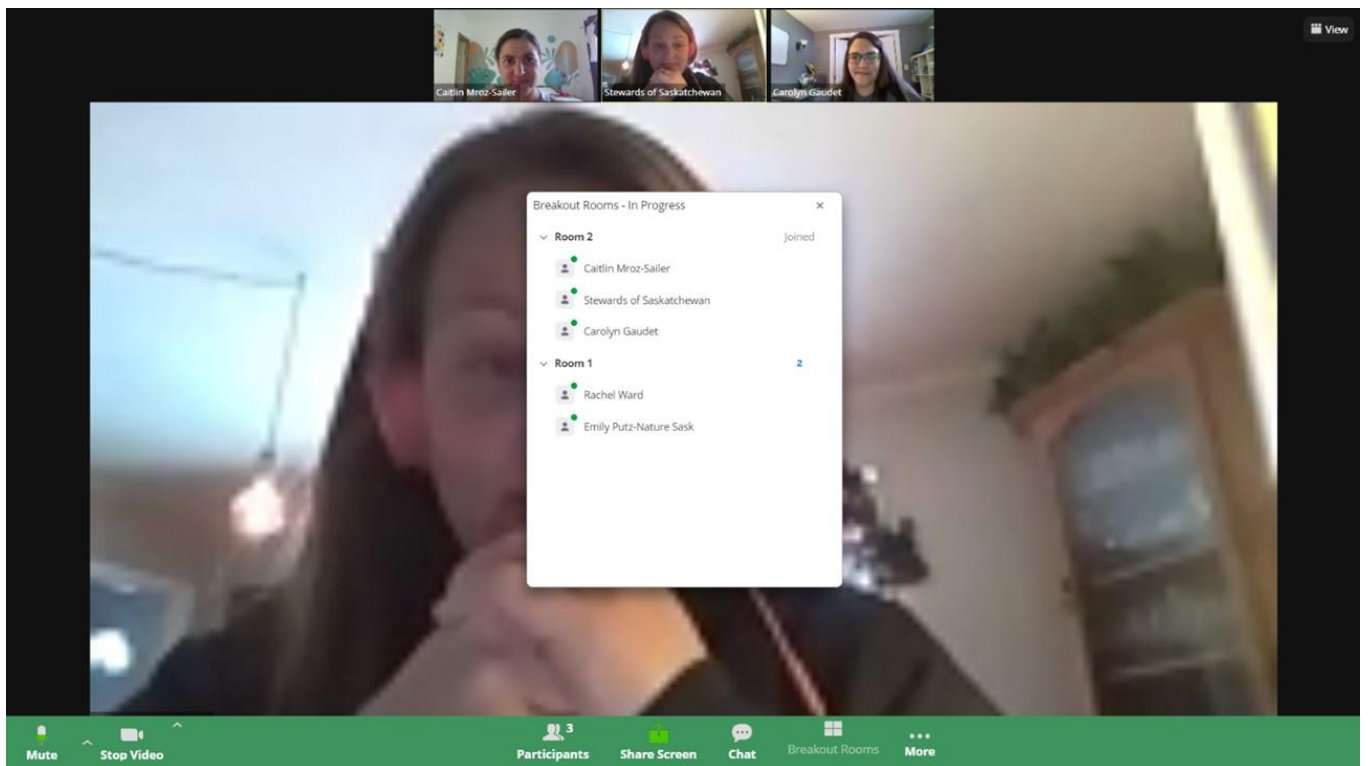 View
Caitlin Mroz-Sailer
Stewards of Saskatchewan
Carolyn Gaudet
Breakout Rooms - In Progress ×
Room 2 Joined
Caitlin Mroz-Sailer
Stewards of Saskatchewan
Carolyn Gaudet
Room 1 2
Rachel Ward
Emily Putz-Nature Sask
3
Mute
Stop Video
Participants
Share Screen
Chat
Breakout Rooms
More